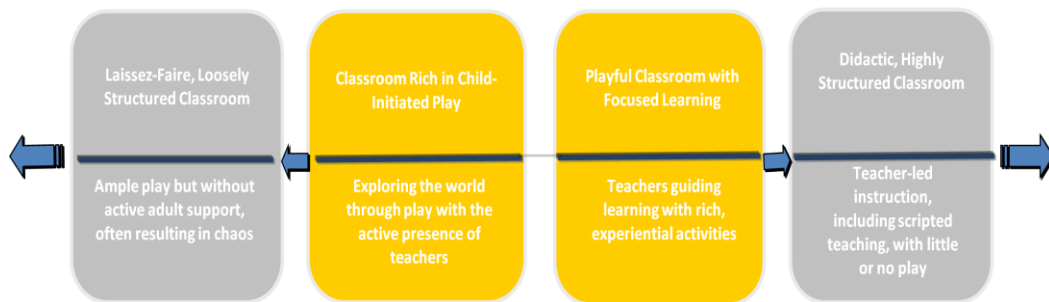 Laissez-Faire, Loosely
Structured Classroom
Ample play but without
active adult support,
often resulting in chaos
Classroom Rich in Child-
Initiated Play
Exploring the world
through play with the
active presence of
teachers
Playful Classroom with
Focused Learning
Teachers guiding
learning with rich,
experiential activities
Didactic, Highly
Structured Classroom
Teacher-led
instruction,
including scripted
teaching, with little
or no play